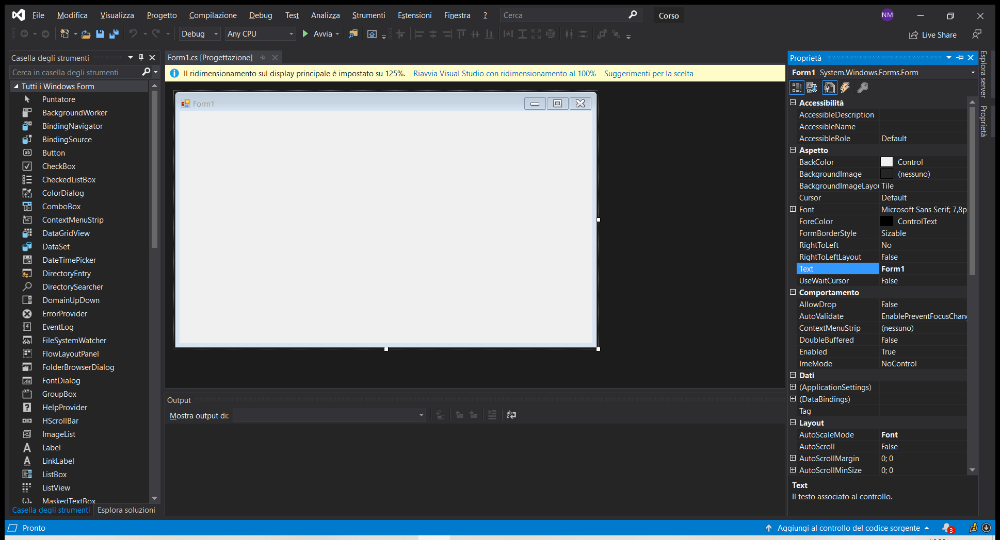 File Modifica Visualizza Progetto Compilazione Debug Test Analizza Strumenti Estensioni Finestra ? Cerca Corso NM
Debug Any CPU Avvia Live Share
Casella degli strumenti
Cerca in casella degli strumenti
Tutti i Windows Form
Puntatore
BackgroundWorker
BindingNavigator
BindingSource
Button
CheckBox
CheckedListBox
ColorDialog
ComboBox
ContextMenuStrip
DataGridView
DataSet
DateTimePicker
DirectoryEntry
DirectorySearcher
DomainUpDown
ErrorProvider
EventLog
FileSystemWatcher
FlowLayoutPanel
FolderBrowserDialog
FontDialog
GroupBox
HelpProvider
HScrollBar
ImageList
Label
LinkLabel
ListBox
ListView
MaskedTextBox
Casella degli strumenti Esplora soluzioni
Form1.cs [Progettazione]
Il ridimensionamento sul display principale è impostato su 125%. Riavvia Visual Studio con ridimensionamento al 100% Suggerimenti per la scelta
Form1
Output
Mostra output di:
Proprietà
Form1 System.Windows.Forms.Form
Accessibilità
AccessibleDescription
AccessibleName
AccessibleRole Default
Aspetto
BackColor Control
BackgroundImage (nessuno)
BackgroundImageLayou Tile
Cursor Default
Font Microsoft Sans Serif; 7,8p
ForeColor ControlText
FormBorderStyle Sizable
RightToLeft No
RightToLeftLayout False
Text Form1
UseWaitCursor False
Comportamento
AllowDrop False
AutoValidate EnablePreventFocusChang
ContextMenuStrip (nessuno)
DoubleBuffered False
Enabled True
ImeMode NoControl
Dati
(ApplicationSettings)
(DataBindings)
Tag
Layout
AutoScaleMode Font
AutoScroll False
AutoScrollMargin 0; 0
AutoScrollMinSize 0; 0
Text
Il testo associato al controllo.
Esplora server
Proprietà
Pronto Aggiungi al controllo del codice sorgente 3